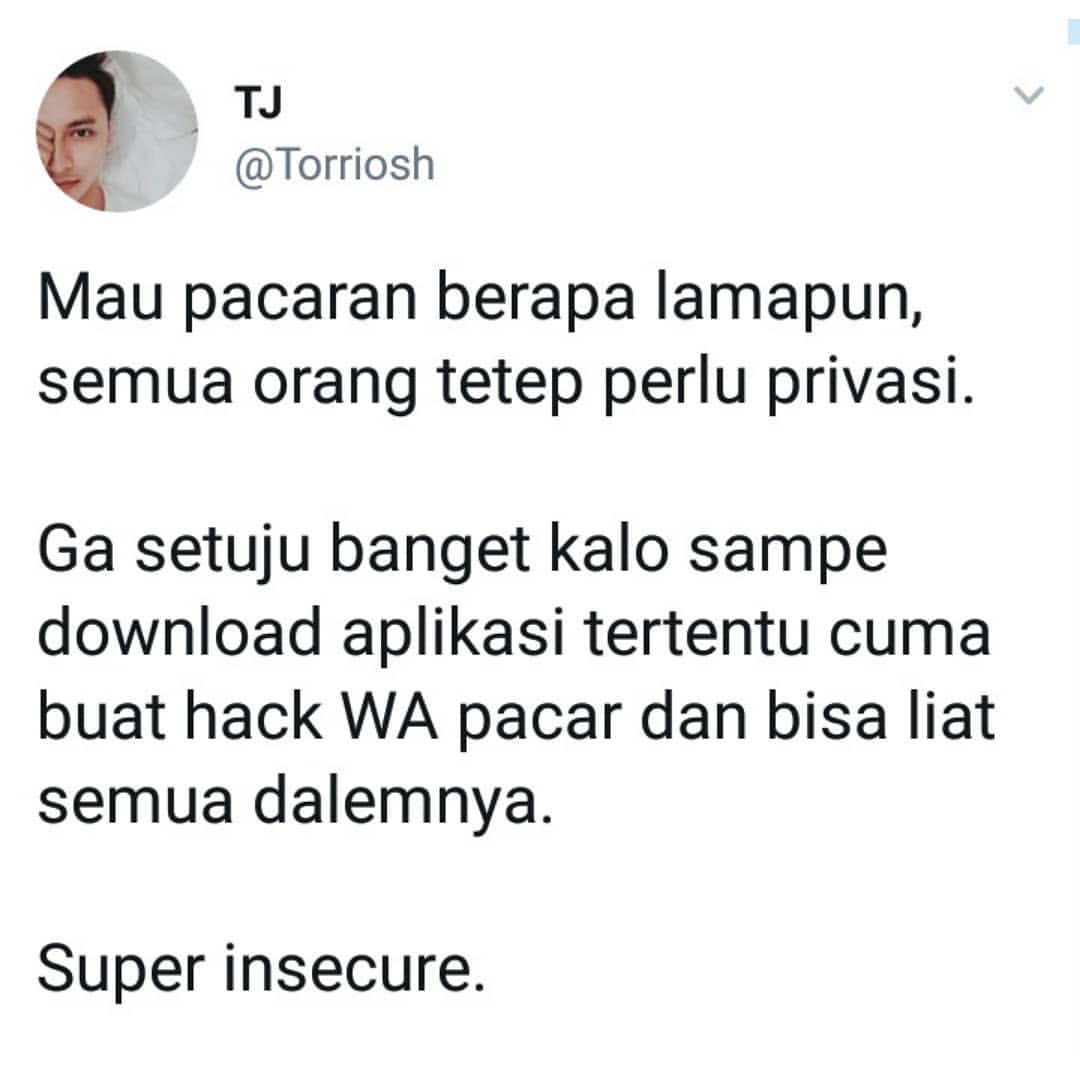 TJ
@Torriosh
Mau pacaran berapa lamapun,
semua orang tetep perlu privasi.
Ga setuju banget kalo sampe
download aplikasi tertentu cuma
buat hack WA pacar dan bisa liat
semua dalemnya.
Super insecure.